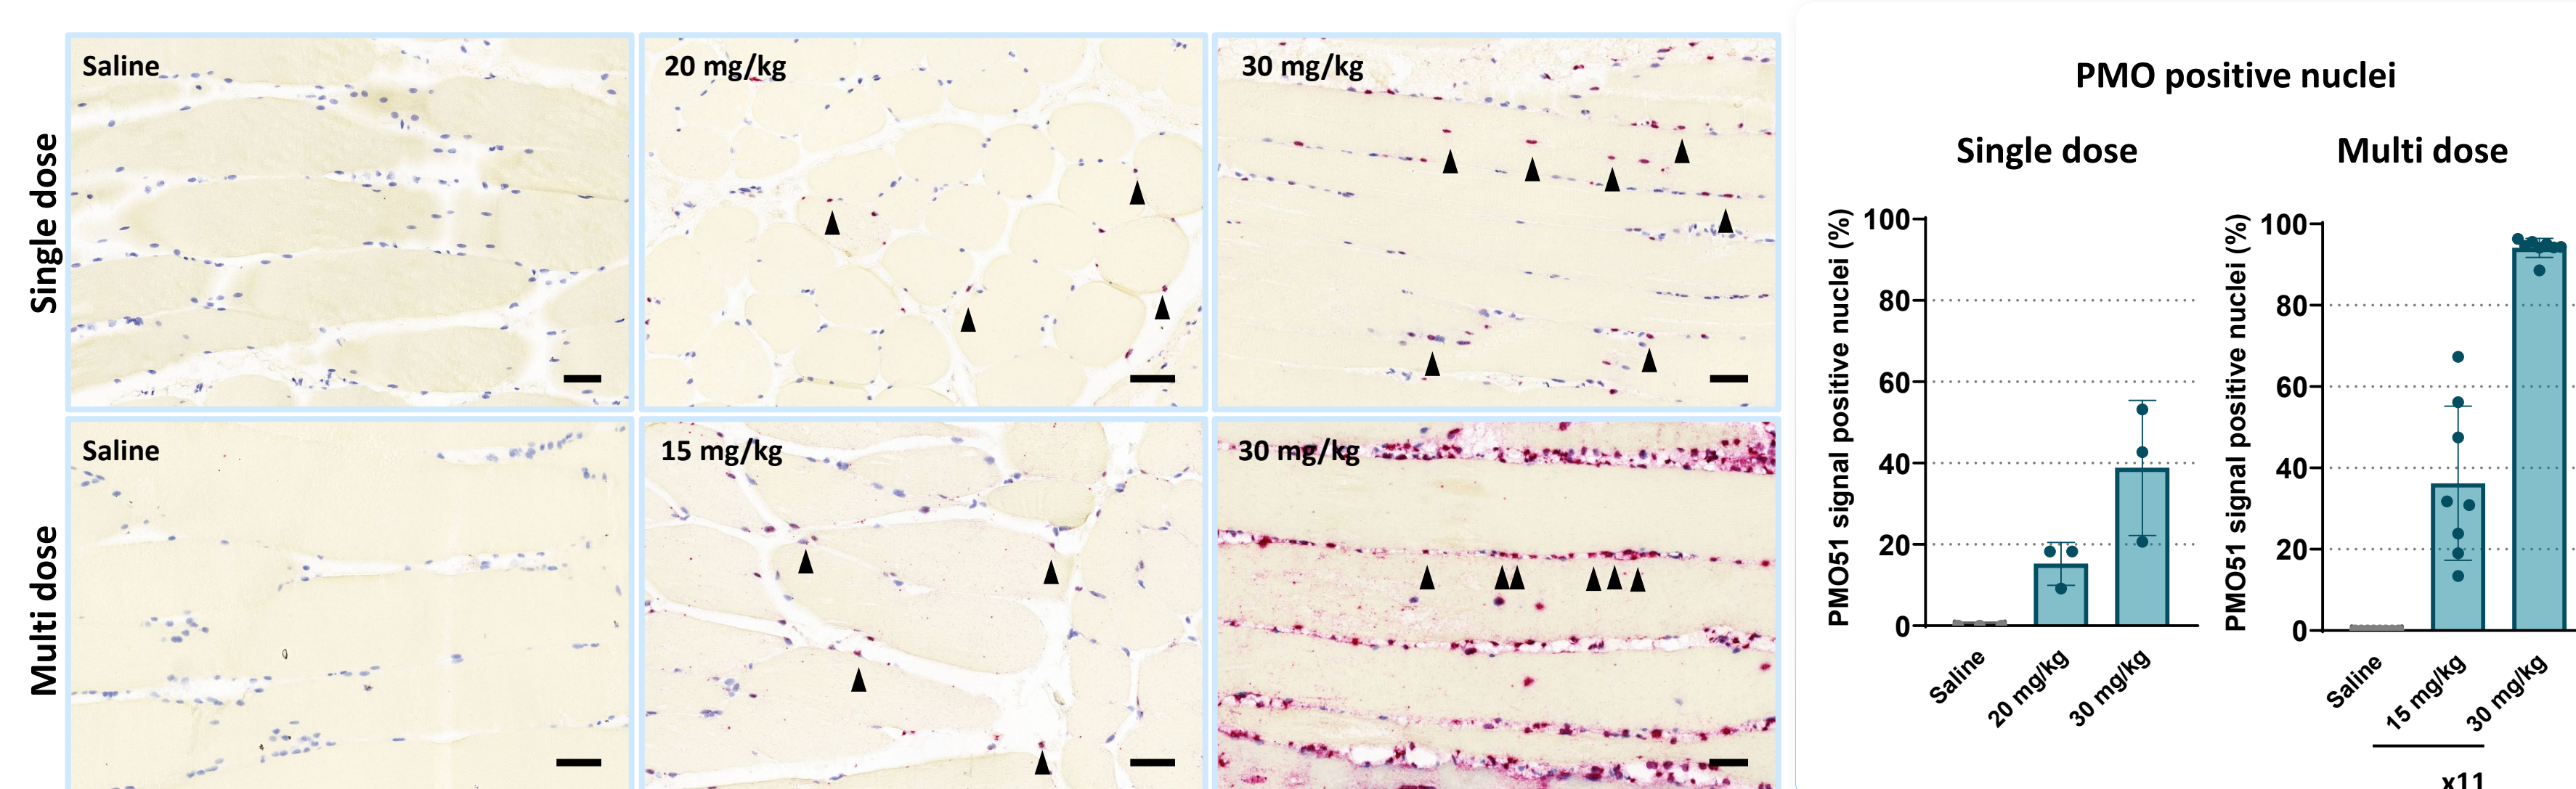 Single dose
Saline
20 mg/kg
30 mg/kg
Multi dose
Saline
15 mg/kg
30 mg/kg
PMO positive nuclei
Single dose
PMO51 signal positive nuclei (%)
100
80
60
40
20
0
Saline
20 mg/kg
30 mg/kg
Multi dose
PMO51 signal positive nuclei (%)
100
80
60
40
20
0
Saline
15 mg/kg
30 mg/kg
x11